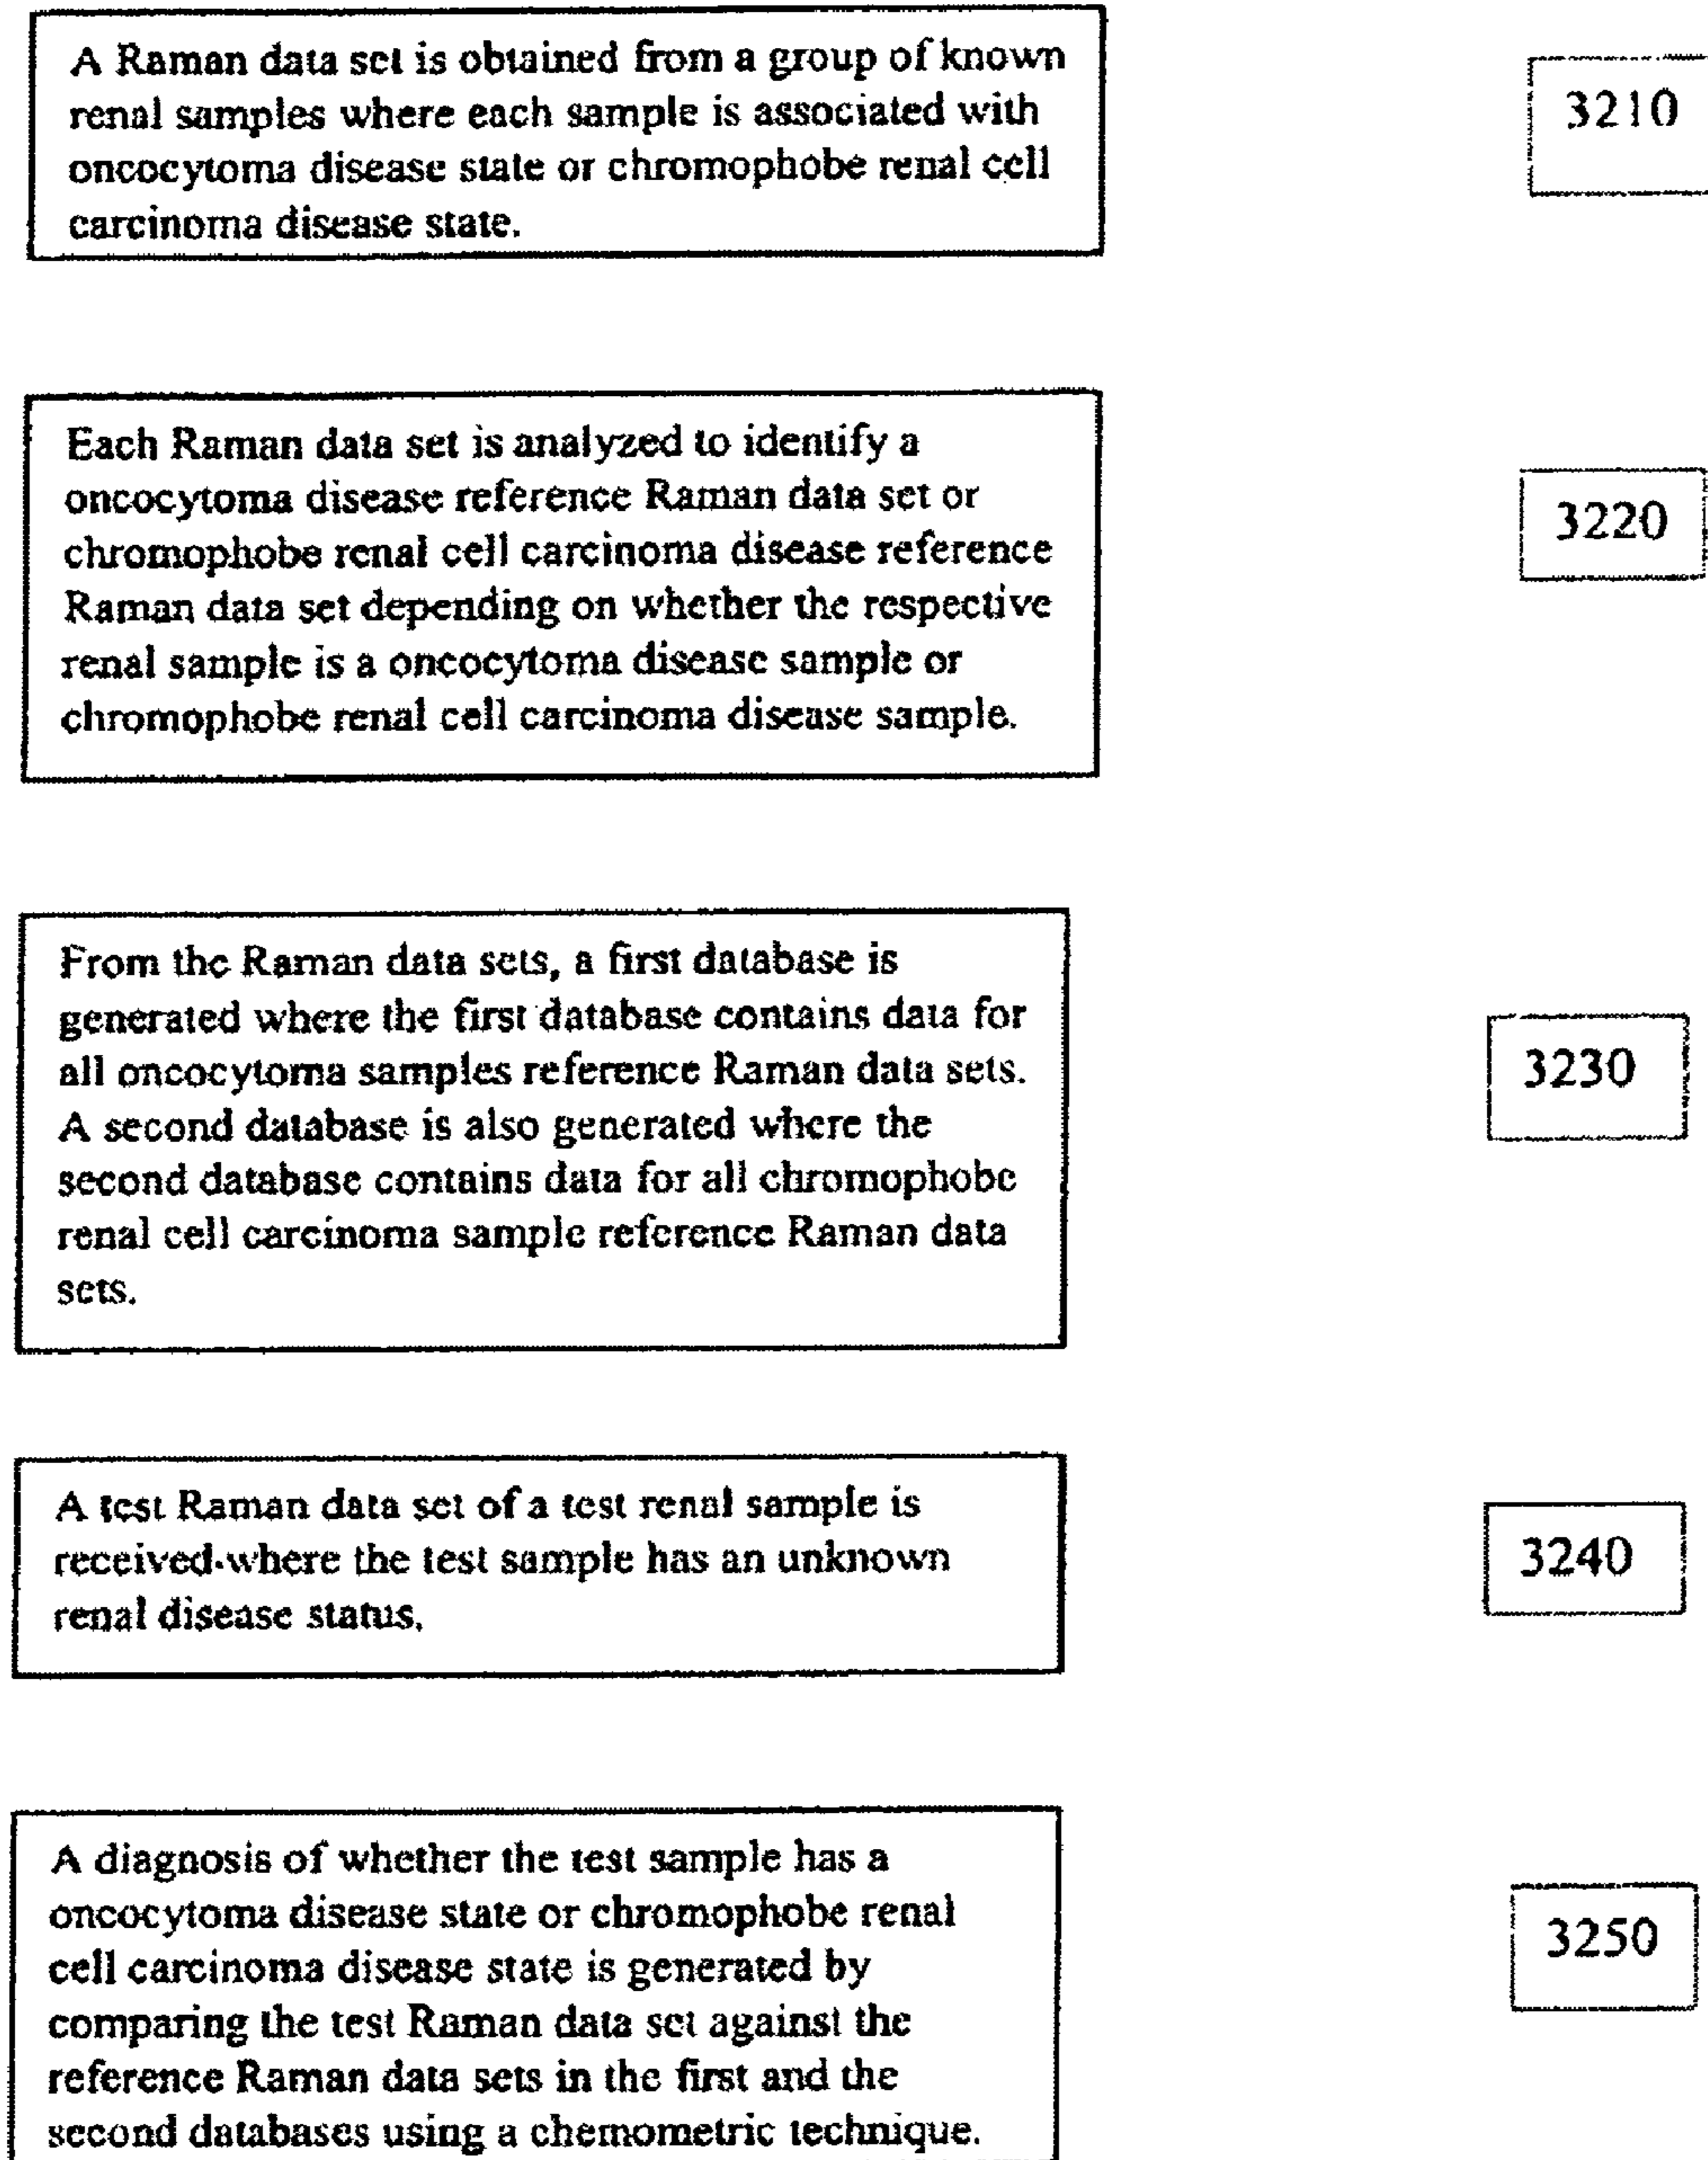 A Raman data set is obtained from a group of known
renal samples where each sample is associated with
oncocytoma disease state or chromophobe renal cell
carcinoma disease state.
3210
Each Raman data set is analyzed to identify a
oncocytoma disease reference Raman data set or
chromophobe renal cell carcinoma disease reference
Raman data set depending on whether the respective
renal sample is a oncocytoma disease sample or
chromophobe renal cell carcinoma disease sample.
3220
From the Raman data sets, a first database is
generated where the first database contains data for
all oncocytoma samples reference Raman data sets.
A second database is also generated where the
second database contains data for all chromophobe
renal cell carcinoma sample reference Raman data
sets.
3230
A test Raman data set of a test renal sample is
received where the test sample has an unknown
renal disease status.
3240
A diagnosis of whether the test sample has a
oncocytoma disease state or chromophobe renal
cell carcinoma disease state is generated by
comparing the test Raman data set against the
reference Raman data sets in the first and the
second databases using a chemometric technique.
3250